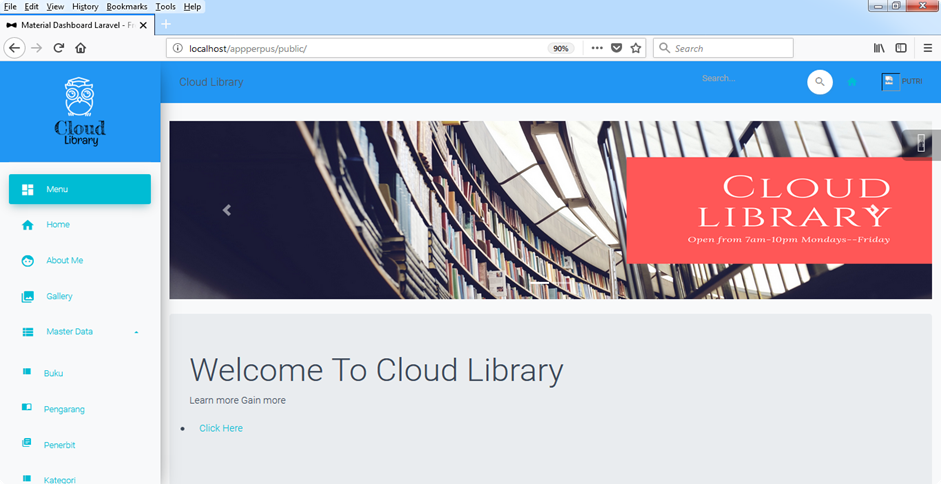 File Edit View History Bookmarks Tools Help
Material Dashboard Laravel - Fr
localhost/appperpus/public/
90%
Search
Cloud
Library
Cloud Library
Search...
PUTRI
Menu
Home
About Me
Gallery
Master Data
Buku
Pengarang
Penerbit
Kategori
CLOUD
LIBRARY
Open from 7am-10pm Mondays--Friday
Welcome To Cloud Library
Learn more Gain more
Click Here